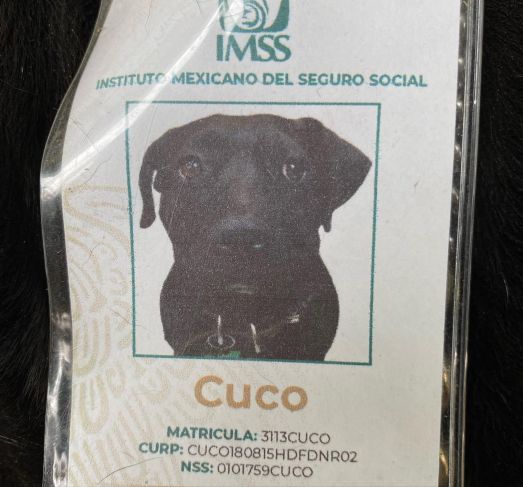 IMSS
INSTITUTO MEXICANO DEL SEGURO SOCIAL
Cuco
MATRICULA: 3113CUCO
CURP: CUCO180815HDFDNR02
NSS: 0101759CUCO